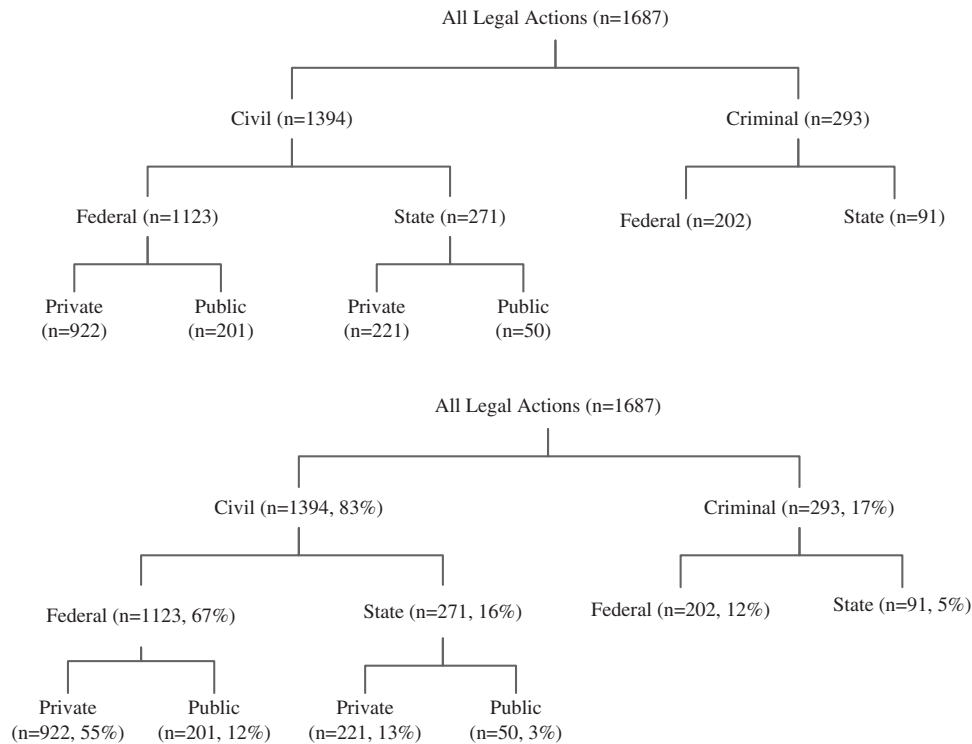 All Legal Actions (n=1687)
Civil (n=1394)
Criminal (n=293)
Federal (n=1123)
State (n=271)
Federal (n=202)
State (n=91)
Private
(n=922)
Public
(n=201)
Private
(n=221)
Public
(n=50)
All Legal Actions (n=1687)
Civil (n=1394, 83%)
Criminal (n=293, 17%)
Federal (n=1123, 67%)
State (n=271, 16%)
Federal (n=202, 12%)
State (n=91, 5%)
Private
(n=922, 55%)
Public
(n=201, 12%)
Private
(n=221, 13%)
Public
(n=50, 3%)